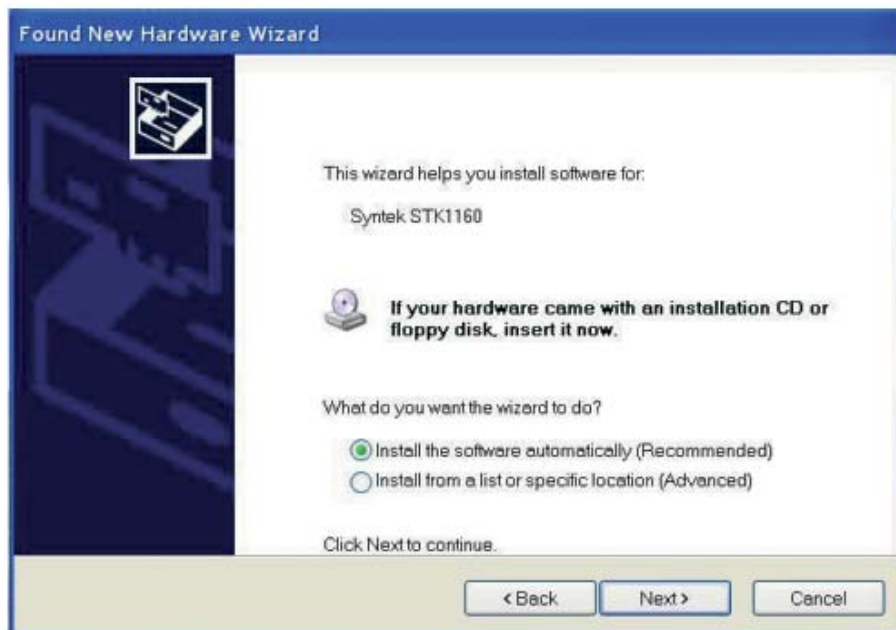 Found New Hardware Wizard
This wizard helps you install software for:
Syntek STK1160
If your hardware came with an installation CD or
floppy disk, insert it now.
What do you want the wizard to do?
Install the software automatically (Recommended)
Install from a list or specific location (Advanced)
Click Next to continue.
< Back Next > Cancel